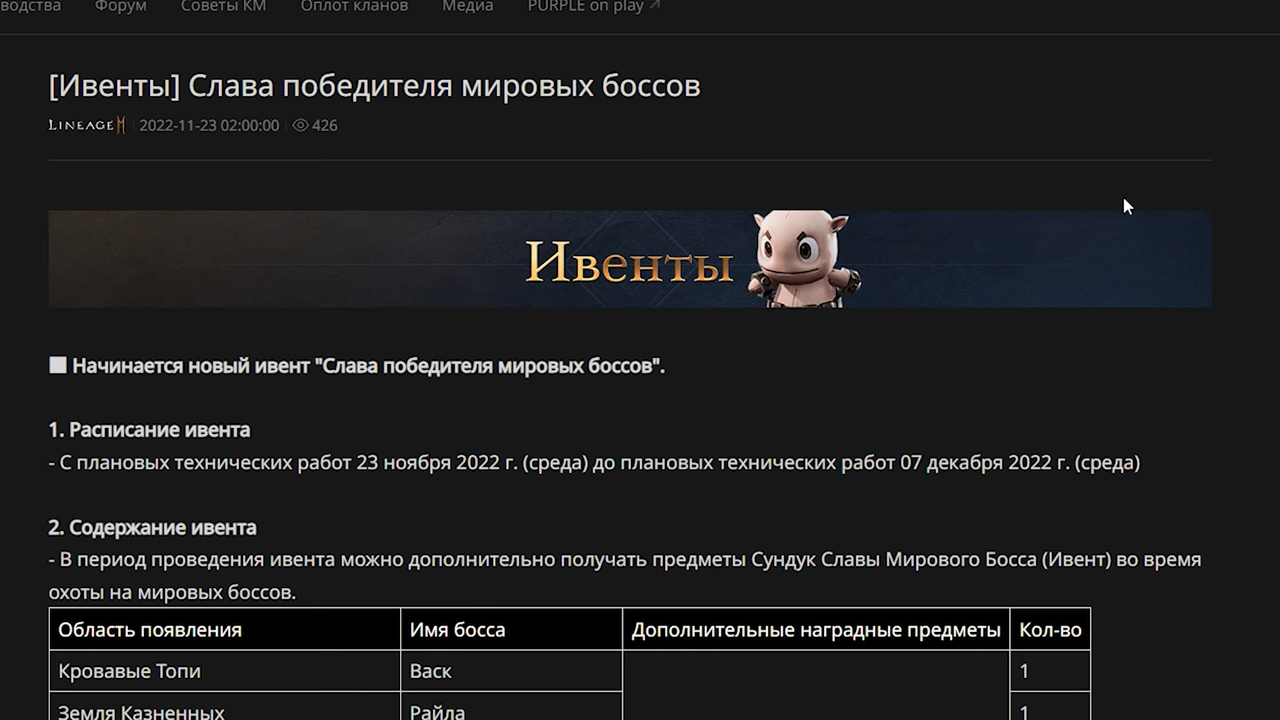 водства Форум Советы КМ Оплот кланов Медиа PURPLE on play
[Ивенты] Слава победителя мировых боссов
LINEAGE M 2022-11-23 02:00:00 426
Ивенты
Начинается новый ивент "Слава победителя мировых боссов".
1. Расписание ивента
- С плановых технических работ 23 ноября 2022 г. (среда) до плановых технических работ 07 декабря 2022 г. (среда)
2. Содержание ивента
- В период проведения ивента можно дополнительно получать предметы Сундук Славы Мирового Босса (Ивент) во время
охоты на мировых боссов.
Область появления Имя босса Дополнительные наградные предметы Кол-во
Кровавые Топи Васк 1
Земля Казненных Райла 1